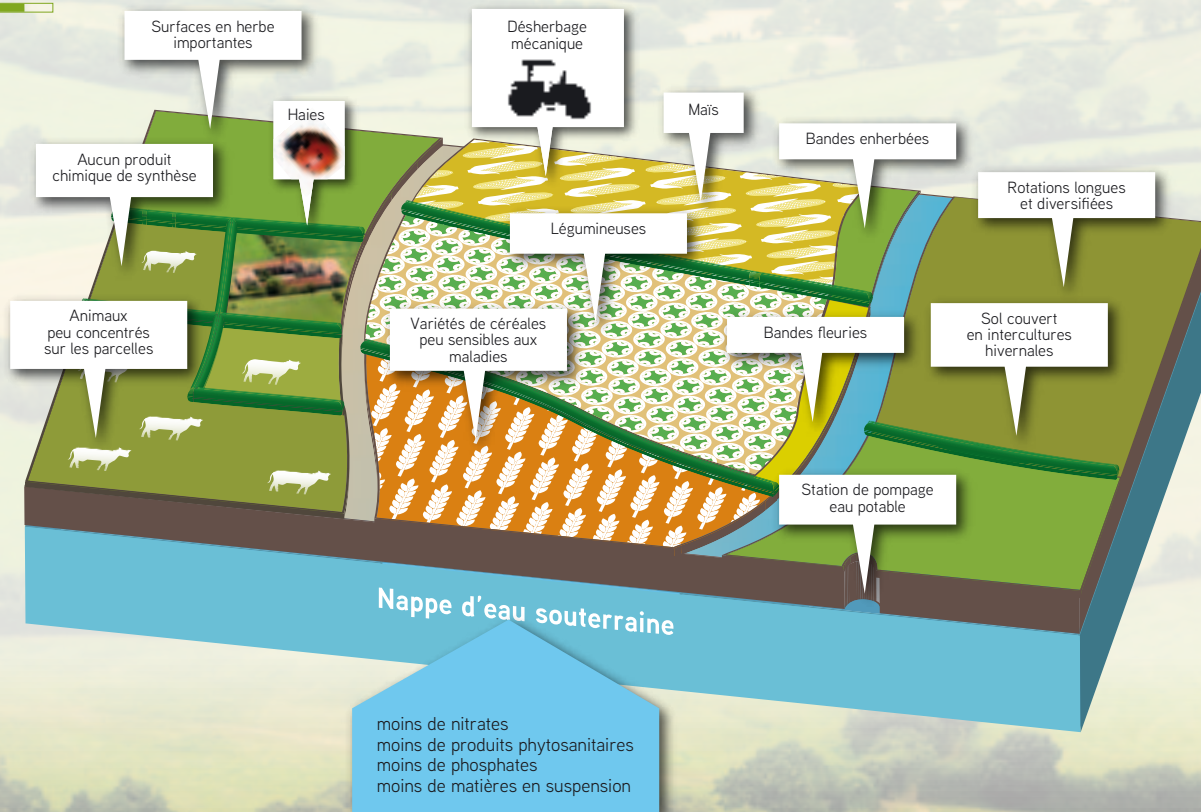 Surfaces en herbe
importantes
Désherbage
mécanique
Haies
Maïs
Bandes enherbées
Aucun produit
chimique de synthèse
Rotations longues
et diversifiées
Légumineuses
Animaux
peu concentrés
sur les parcelles
Variétés de céréales
peu sensibles aux
maladies
Bandes fleuries
Sol couvert
en intercultures
hivernales
Station de pompage
eau potable
Nappe d'eau souterraine
moins de nitrates
moins de produits phytosanitaires
moins de phosphates
moins de matières en suspension